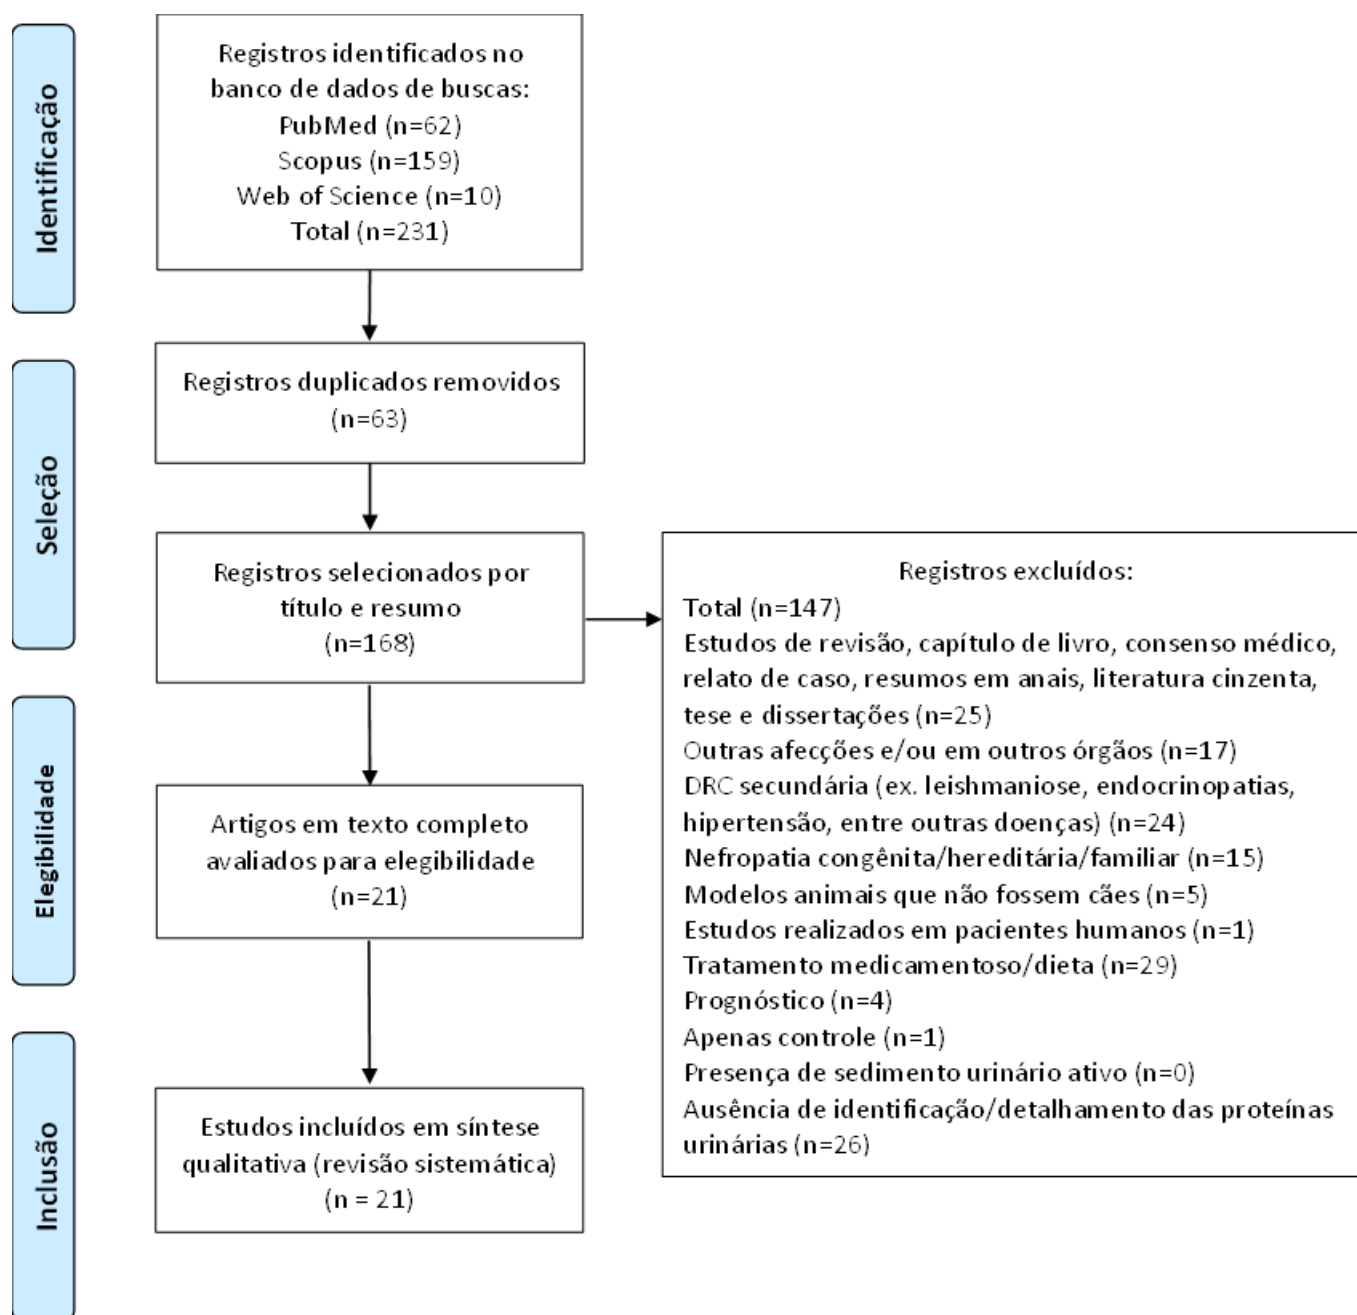 Identificação
Registros identificados no
banco de dados de buscas:
PubMed (n=62)
Scopus (n=159)
Web of Science (n=10)
Total (n=231)
Seleção
Registros duplicados removidos
(n=63)
Registros selecionados por
título e resumo
(n=168)
Registros excluídos:
Total (n=147)
Estudos de revisão, capítulo de livro, consenso médico,
relato de caso, resumos em anais, literatura cinzenta,
tese e dissertações (n=25)
Outras afecções e/ou em outros órgãos (n=17)
DRC secundária (ex. leishmaniose, endocrinopatias,
hipertensão, entre outras doenças) (n=24)
Nefropatia congênita/hereditária/familiar (n=15)
Modelos animais que não fossem cães (n=5)
Estudos realizados em pacientes humanos (n=1)
Tratamento medicamentoso/dieta (n=29)
Prognóstico (n=4)
Apenas controle (n=1)
Presença de sedimento urinário ativo (n=0)
Ausência de identificação/detalhamento das proteínas
urinárias (n=26)
Elegibilidade
Artigos em texto completo
avaliados para elegibilidade
(n=21)
Inclusão
Estudos incluídos em síntese
qualitativa (revisão sistemática)
(n = 21)